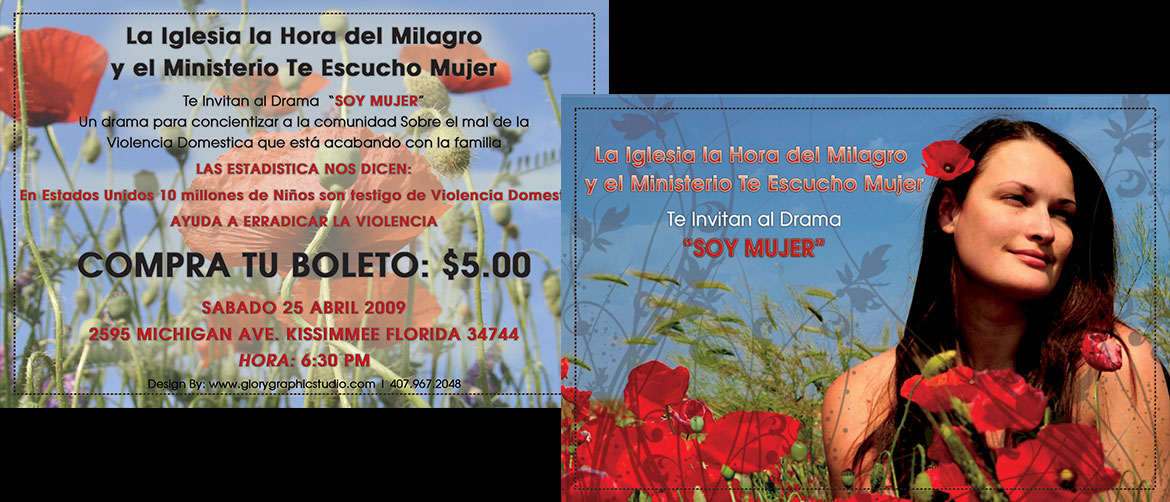 La Iglesia la Hora del Milagro
y el Ministerio Te Escucho Mujer
Te Invitan al Drama "SOY MUJER"
Un drama para concientizar a la comunidad Sobre el mal de la
Violencia Domestica que está acabando con la familia
LAS ESTADISTICA NOS DICEN:
En Estados Unidos 10 millones de Niños son testigo de Violencia Domest
AYUDA A ERRADICAR LA VIOLENCIA
COMPRA TU BOLETO: $5.00
SABADO 25 ABRIL 2009
2595 MICHIGAN AVE. KISSIMMEE FLORIDA 34744
HORA: 6:30 PM
Design By: www.glorygraphicstudio.com | 407.967.2048
La Iglesia la Hora del Milagro
y el Ministerio Te Escucho Mujer
Te Invitan al Drama
"SOY MUJER"